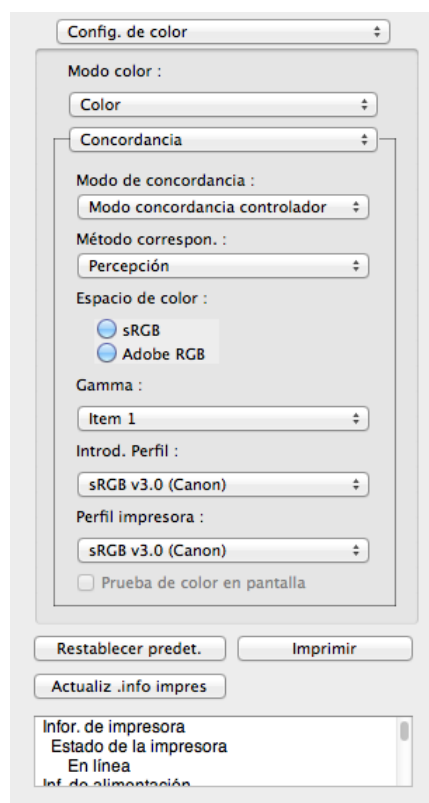 Config. de color
Modo color :
Color
Concordancia
Modo de concordancia :
Modo concordancia controlador
Método correspon. :
Percepción
Espacio de color :
sRGB
Adobe RGB
Gamma :
Item 1
Introd. Perfil :
sRGB v3.0 (Canon)
Perfil impresora :
sRGB v3.0 (Canon)
Prueba de color en pantalla
Restablecer predet. Imprimir
Actualiz .info impres
Infor. de impresora
Estado de la impresora
En línea
Inf. de alimentación